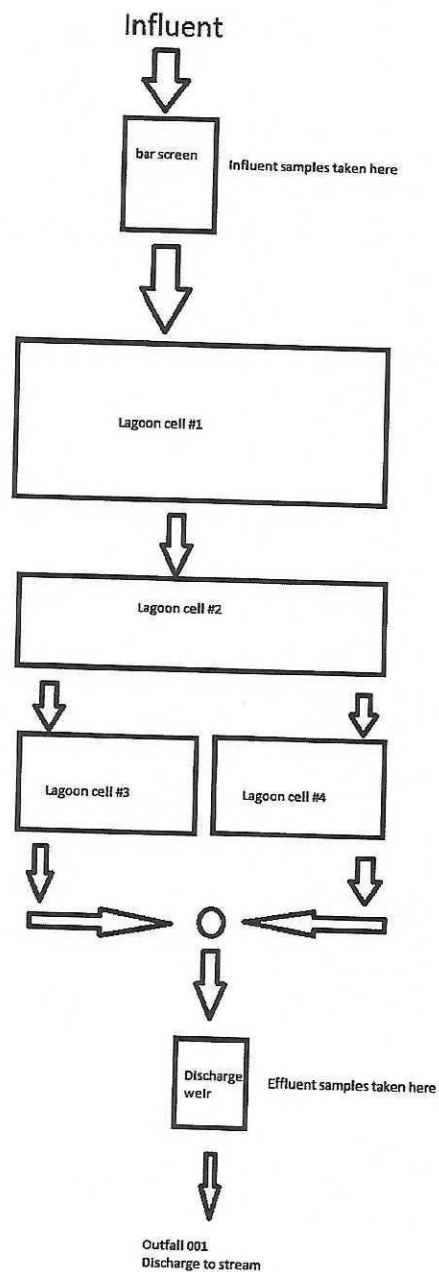 Influent
bar screen
Influent samples taken here
Lagoon cell #1
Lagoon cell #2
Lagoon cell #3
Lagoon cell #4
Discharge
weir
Effluent samples taken here
Outfall 001
Discharge to stream